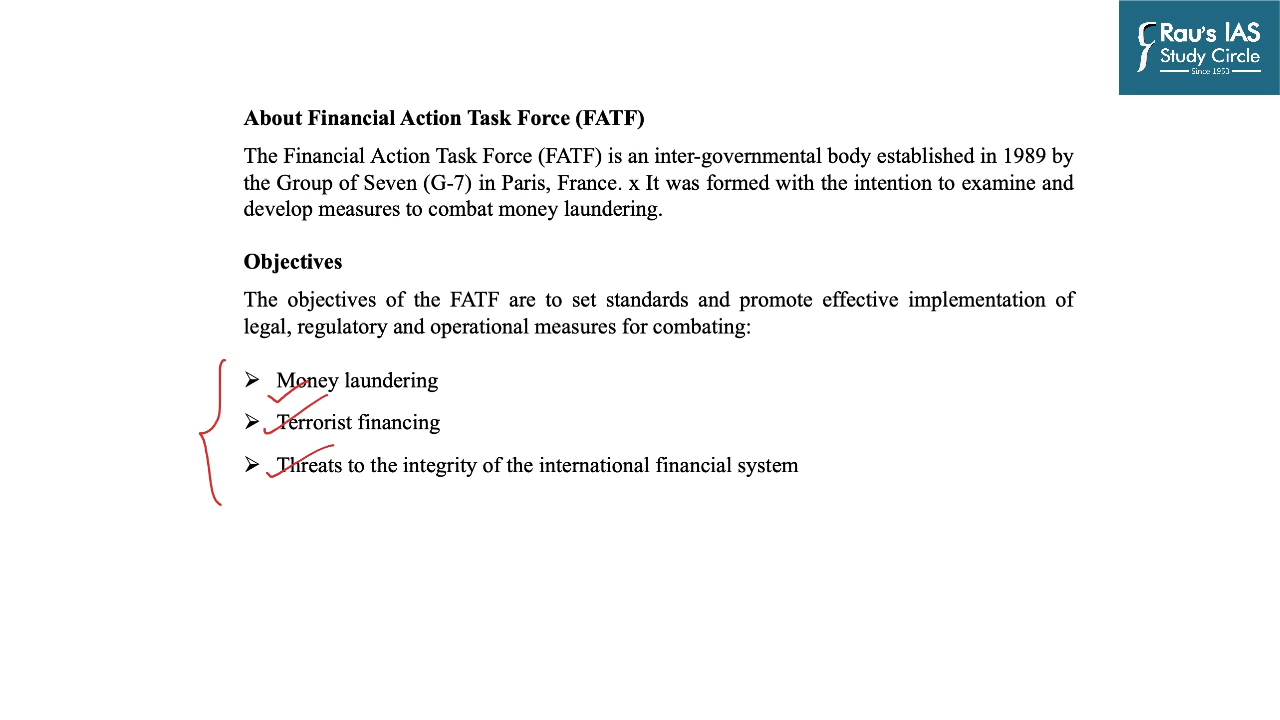 Rau's IAS
Study Circle
Since 1953
About Financial Action Task Force (FATF)
The Financial Action Task Force (FATF) is an inter-governmental body established in 1989 by
the Group of Seven (G-7) in Paris, France. x It was formed with the intention to examine and
develop measures to combat money laundering.
Objectives
The objectives of the FATF are to set standards and promote effective implementation of
legal, regulatory and operational measures for combating:
➢ Money laundering
➢ Terrorist financing
➢ Threats to the integrity of the international financial system